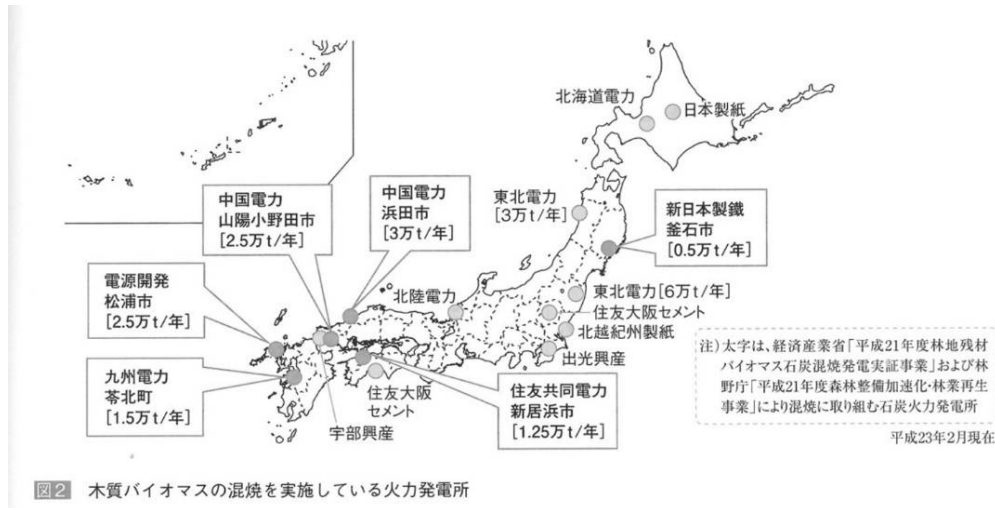 北海道電力
日本製紙
東北電力
[3万t/年]
新日本製鐵
釜石市
[0.5万t/年]
中国電力
浜田市
[3万t/年]
中国電力
山陽小野田市
[2.5万t/年]
電源開発
松浦市
[2.5万t/年]
北陸電力
東北電力[6万t/年]
住友大阪セメント
北越紀州製紙
出光興産
九州電力
苓北町
[1.5万t/年]
宇部興産
住友大阪
セメント
住友共同電力
新居浜市
[1.25万t/年]
注)太字は、経済産業省「平成21年度林地残材
バイオマス石炭混焼発電実証事業」および林
野庁「平成21年度森林整備加速化・林業再生
事業」により混焼に取り組む石炭火力発電所
平成23年2月現在
図2 木質バイオマスの混焼を実施している火力発電所